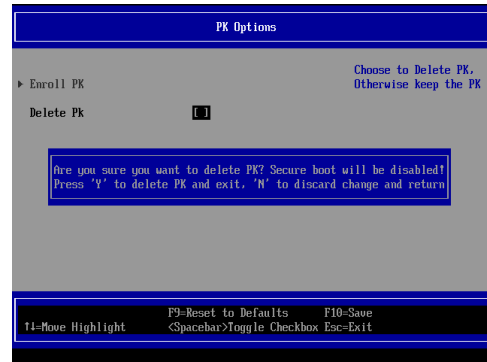 PK Options
Choose to Delete PK,
▶ Enroll PK Otherwise keep the PK
Delete Pk [ ]
Are you sure you want to delete PK? Secure boot will be disabled!
Press 'Y' to delete PK and exit, 'N' to discard change and return
F9=Reset to Defaults F10=Save
↑↓=Move Highlight <Spacebar>Toggle Checkbox Esc=Exit